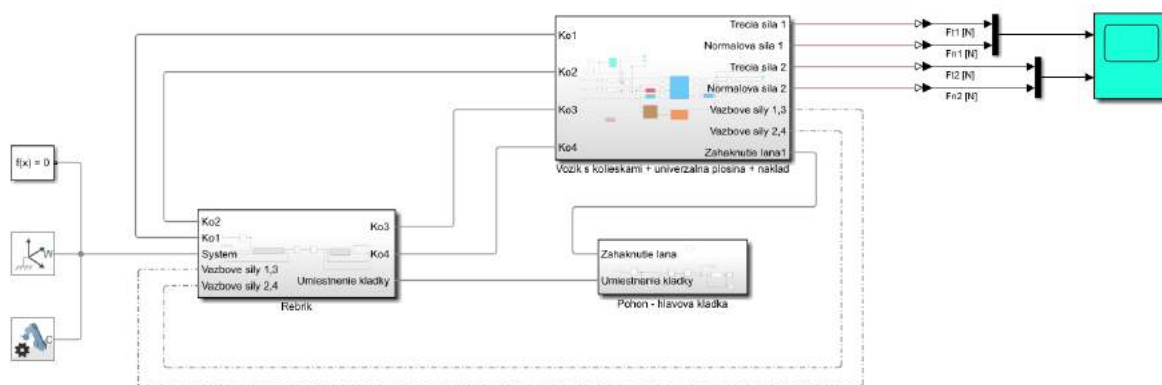 Trecia sila 1
Normalova sila 1
Trecia sila 2
Normalova sila 2
Vazbove sily 1,3
Vazbove sily 2,4
Zahaknutie lana1
Ko1
Ko2
Ko3
Ko4
Vozik s kolieskami + univerzalna plosina + naklad
Ft1 [N]
Fn1 [N]
Ft2 [N]
Fn2 [N]
f(x) = 0
W
C
Ko2
Ko1
System
Vazbove sily 1,3
Vazbove sily 2,4
Ko3
Ko4
Umiestnenie kladky
Rebrik
Zahaknutie lana
Umiestnenie kladky
Pohon - hlavova kladka